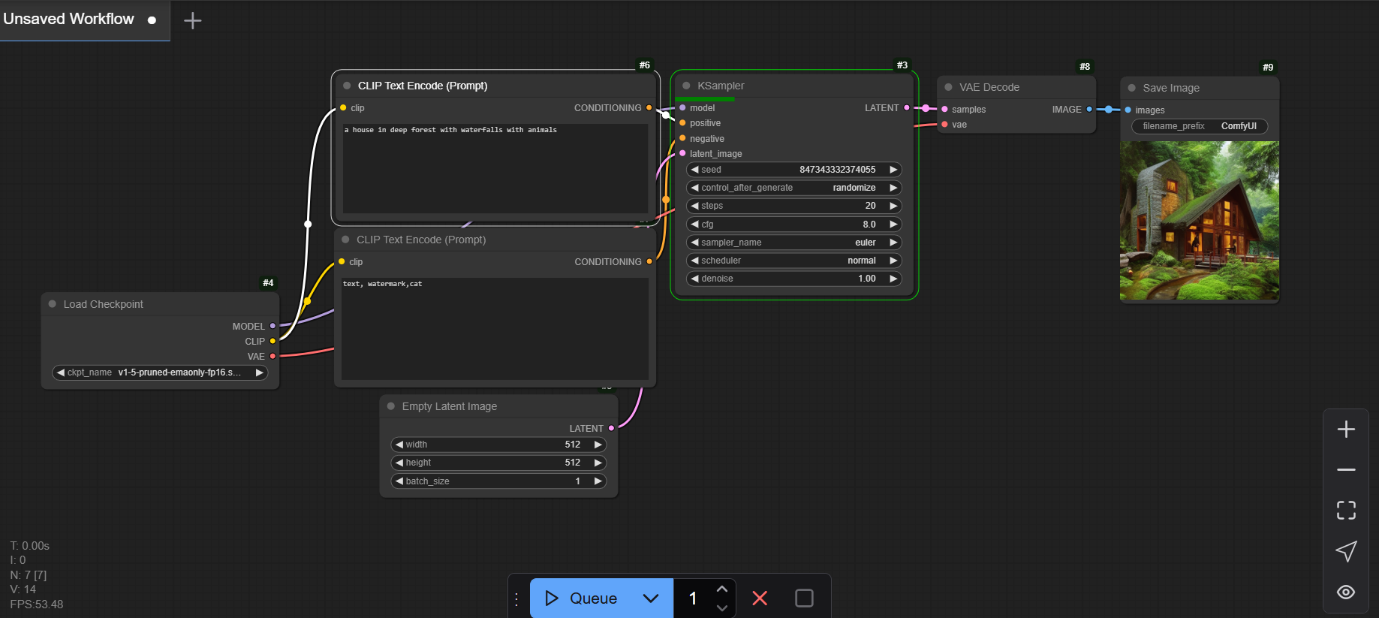 Unsaved Workflow
#6
CLIP Text Encode (Prompt)
clip
CONDITIONING
a house in deep forest with waterfalls with animals
CLIP Text Encode (Prompt)
clip
CONDITIONING
text, watermark,cat
#4
Load Checkpoint
MODEL
CLIP
VAE
ckpt_name v1-5-pruned-emaonly-fp16.s...
Empty Latent Image
LATENT
width 512
height 512
batch_size 1
#3
KSampler
model
LATENT
positive
negative
latent_image
seed 847343332374055
control_after_generate randomize
steps 20
cfg 8.0
sampler_name euler
scheduler normal
denoise 1.00
#8
VAE Decode
samples
IMAGE
vae
#9
Save Image
images
filename_prefix ComfyUI
T: 0.00s
I: 0
N: 7 [7]
V: 14
FPS:53.48
Queue
1